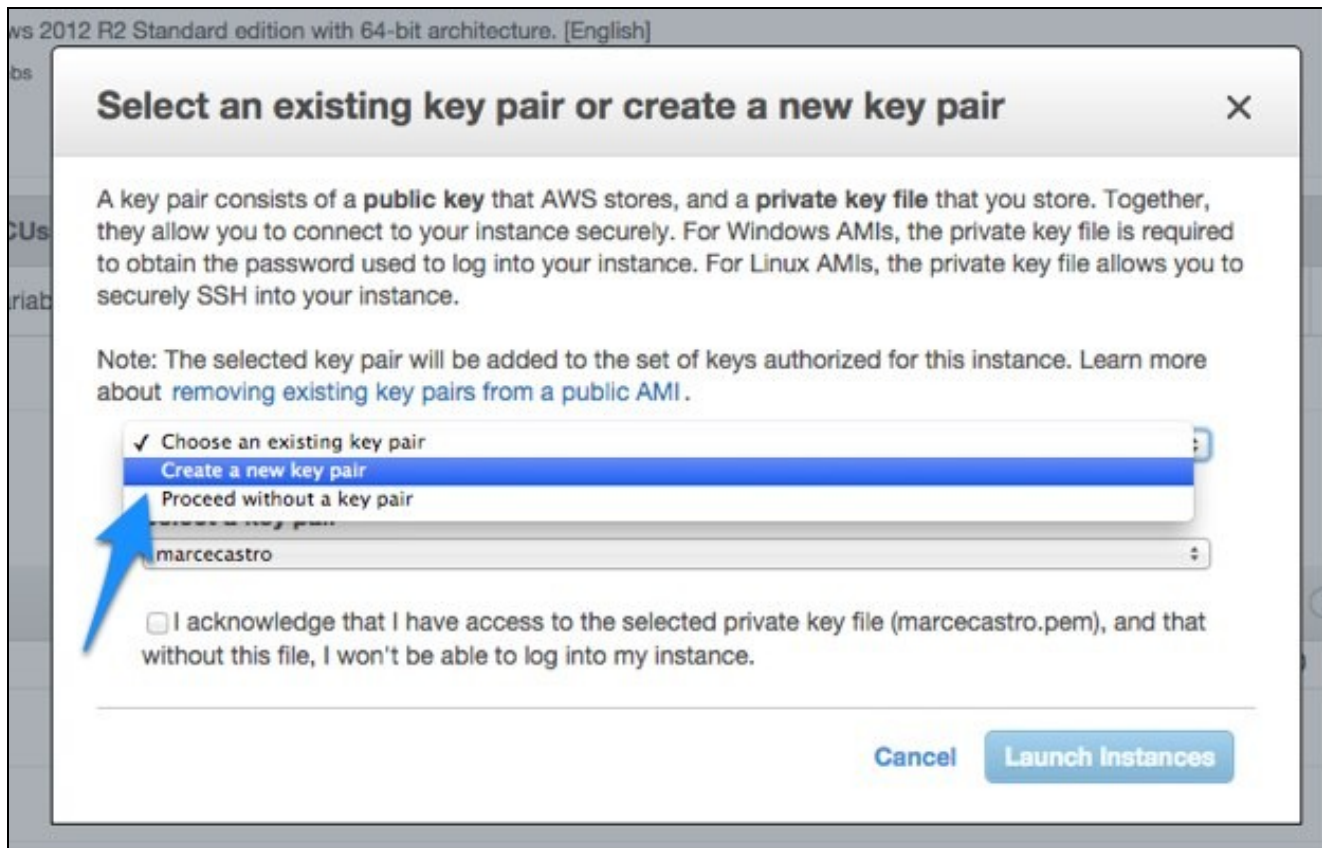 ws 2012 R2 Standard edition with 64-bit architecture. [English]
bs
Select an existing key pair or create a new key pair
A key pair consists of a public key that AWS stores, and a private key file that you store. Together,
CUs
they allow you to connect to your instance securely. For Windows AMIs, the private key file is required
to obtain the password used to log into your instance. For Linux AMIs, the private key file allows you to
riab
securely SSH into your instance.
Note: The selected key pair will be added to the set of keys authorized for this instance. Learn more
about removing existing key pairs from a public AMI.
✓ Choose an existing key pair
Create a new key pair
Proceed without a key pair
marcecastro
I acknowledge that I have access to the selected private key file (marcecastro.pem), and that
without this file, I won't be able to log into my instance.
Cancel Launch Instances